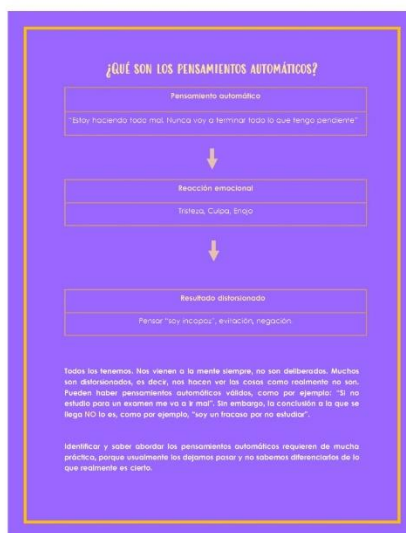 ¿QUÉ SON LOS PENSAMIENTOS AUTOMÁTICOS?
Pensamiento automático
"Estoy haciendo todo mal. Nunca voy a terminar todo lo que tengo pendiente"
Reacción emocional
Tristeza, Culpa, Enojo
Resultado distorsionado
Pensar "soy incapaz", evitación, negación.
Todos los tenemos. Nos vienen a la mente siempre, no son deliberados. Muchos
son distorsionados, es decir, nos hacen ver las cosas como realmente no son.
Pueden haber pensamientos automáticos válidos, como por ejemplo: "Si no
estudio para un examen me va a ir mal". Sin embargo, la conclusión a la que se
llega NO lo es, como por ejemplo, "soy un fracaso por no estudiar".
Identificar y saber abordar los pensamientos automáticos requieren de mucha
práctica, porque usualmente los dejamos pasar y no sabemos diferenciarlos de lo
que realmente es cierto.